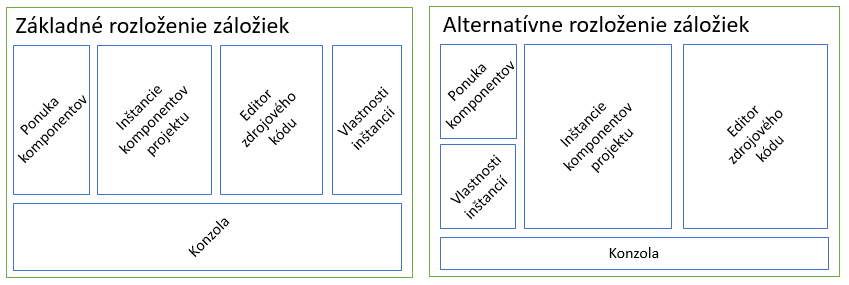 Základné rozloženie záložiek
Ponuka
komponentov
Inštancie
komponentov
projektu
Editor
zdrojového
kódu
Vlastnosti
inštancií
Konzola
Alternatívne rozloženie záložiek
Ponuka
komponentov
Vlastnosti
inštancií
Inštancie
komponentov
projektu
Editor
zdrojového
kódu
Konzola